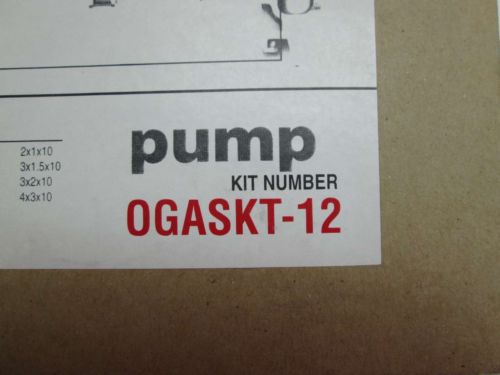 2x1x10
3x1.5x10
3x2x10
4x3x10
pump
KIT NUMBER
OGASKT-12